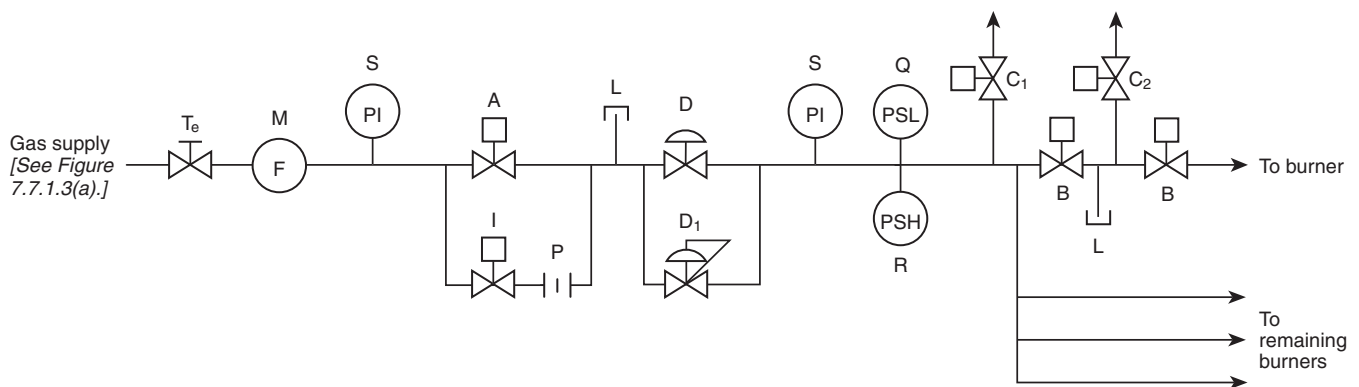 Gas supply
[See Figure
7.7.1.3(a).]
Te
M
F
S
PI
A
I
P
L
D
D1
S
PI
Q
PSL
PSH
R
C1
C2
B
L
B
To burner
To
remaining
burners